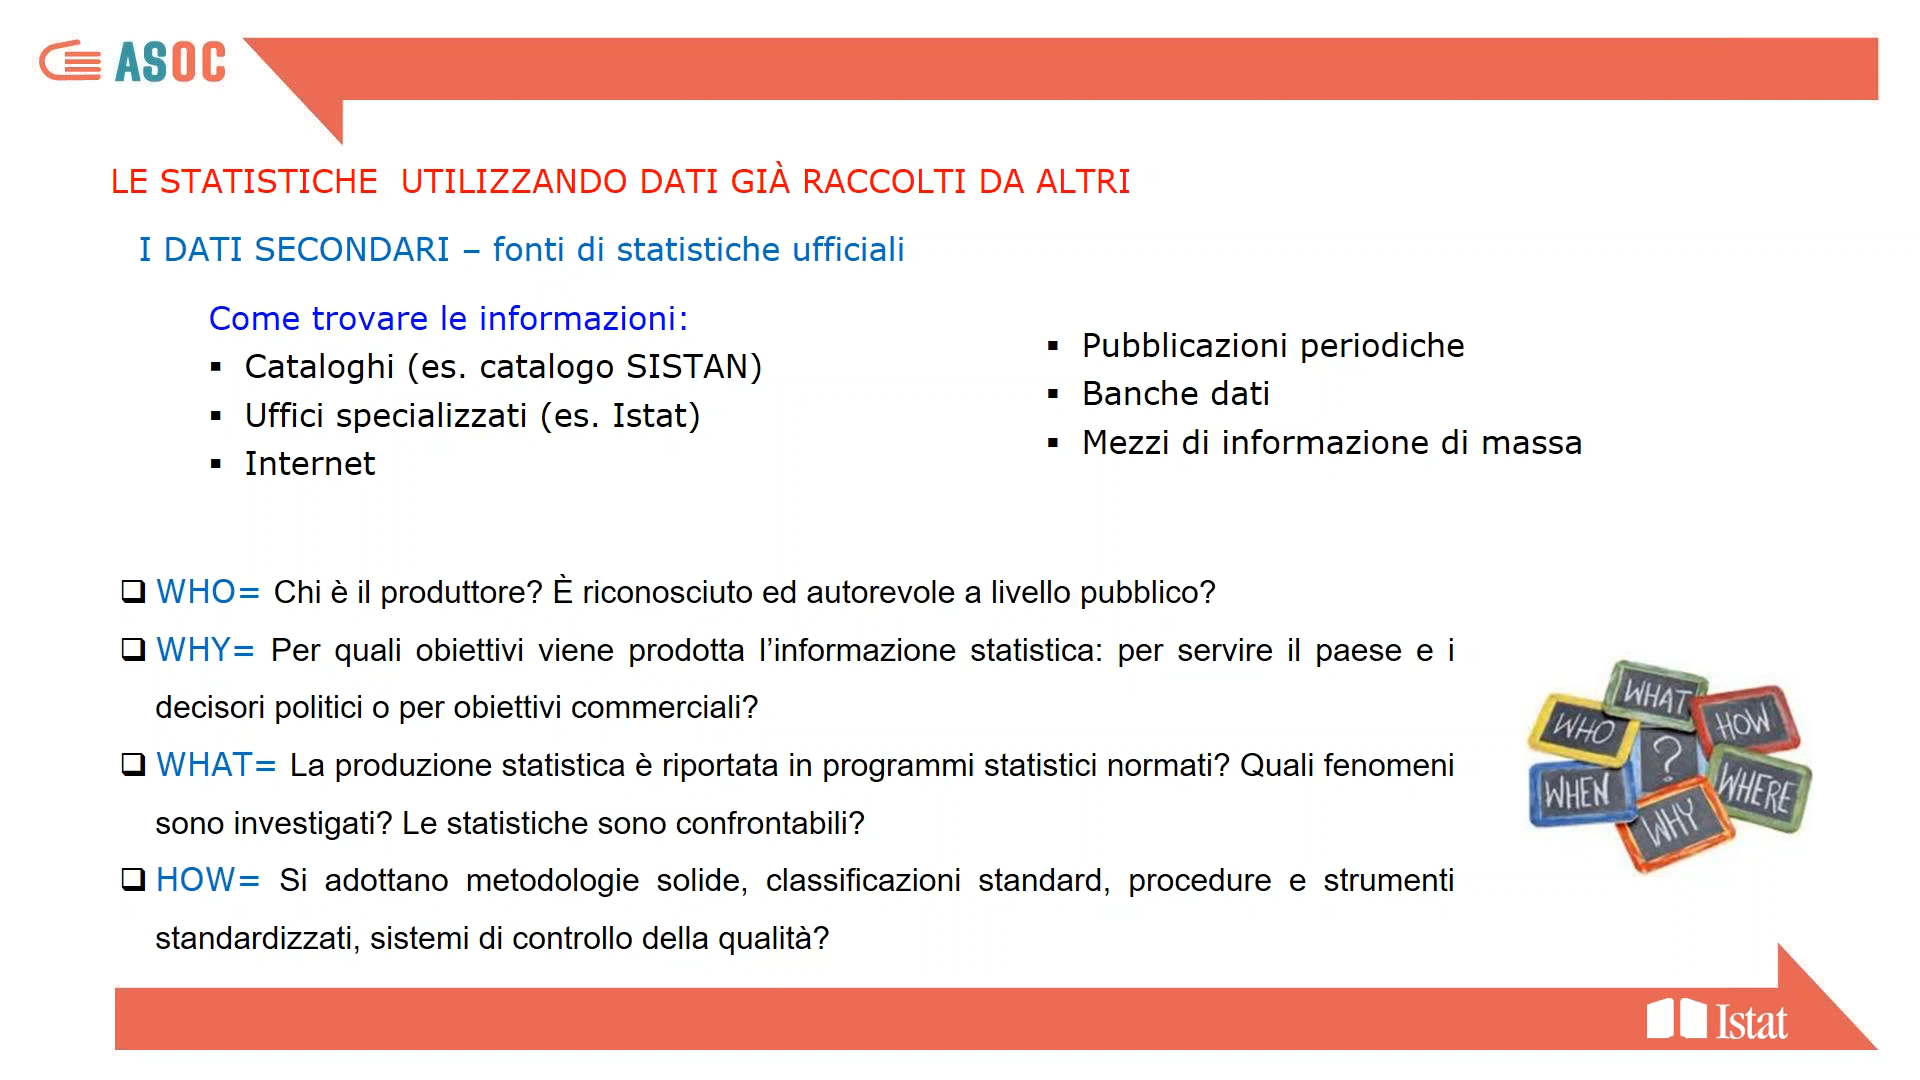 ASOC
LE STATISTICHE UTILIZZANDO DATI GIÀ RACCOLTI DA ALTRI
I DATI SECONDARI – fonti di statistiche ufficiali
Come trovare le informazioni:
▪ Cataloghi (es. catalogo SISTAN)
▪ Uffici specializzati (es. Istat)
▪ Internet
▪ Pubblicazioni periodiche
▪ Banche dati
▪ Mezzi di informazione di massa
❑ WHO= Chi è il produttore? È riconosciuto ed autorevole a livello pubblico?
❑ WHY= Per quali obiettivi viene prodotta l’informazione statistica: per servire il paese e i
decisori politici o per obiettivi commerciali?
❑ WHAT= La produzione statistica è riportata in programmi statistici normati? Quali fenomeni
sono investigati? Le statistiche sono confrontabili?
❑ HOW= Si adottano metodologie solide, classificazioni standard, procedure e strumenti
standardizzati, sistemi di controllo della qualità?
WHAT
WHO
HOW
?
WHEN
WHERE
WHY
Istat